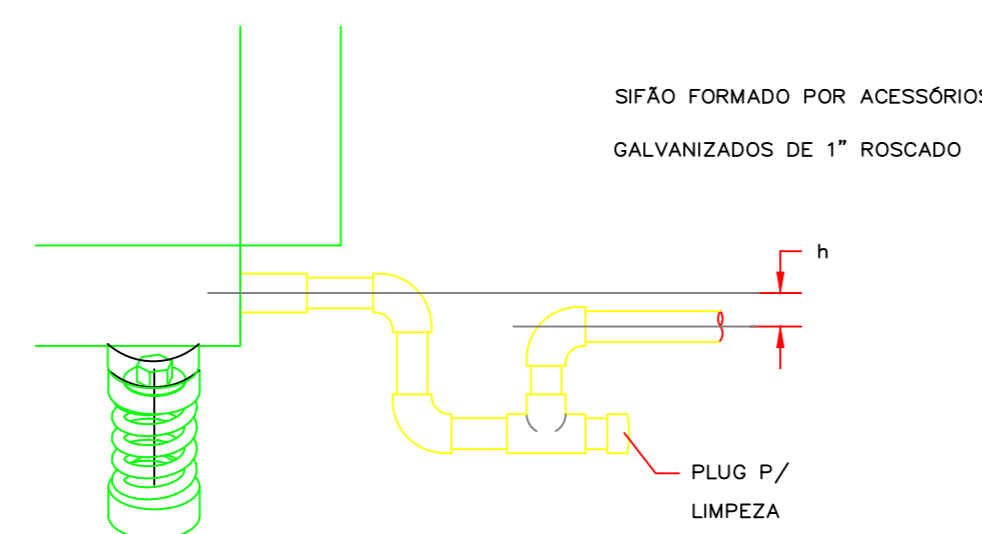 SIFÃO FORMADO POR ACESSÓRIOS
GALVANIZADOS DE 1” ROSCADO
h
PLUG P/
LIMPEZA